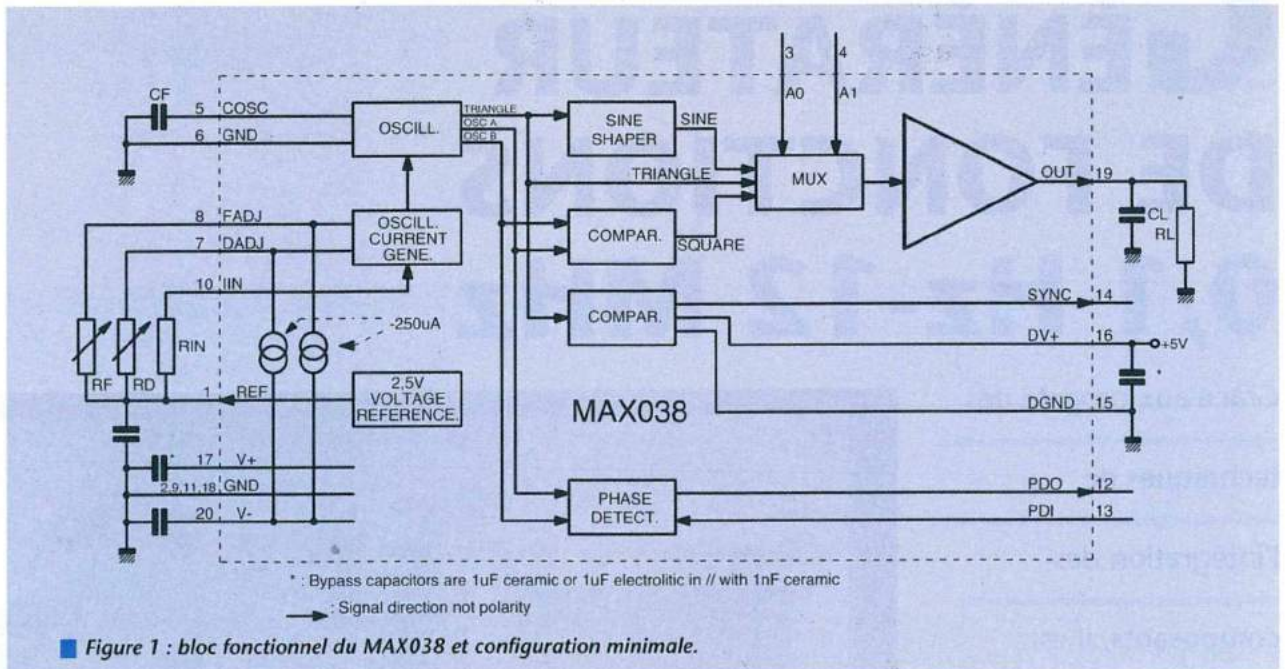 3
4
A0
A1
CF
5
COSC
6
GND
OSCILL.
TRIANGLE
OSC A
OSC B
SINE
SHAPER
SINE
TRIANGLE
MUX
OUT
19
CL
RL
8
FADJ
7
DADJ
10
IIN
OSCILL.
CURRENT
GENE.
COMPAR.
SQUARE
COMPAR.
SYNC
14
DV+
16
+5V
DGND
15
-250uA
RF
RD
RIN
1
REF
2,5V
VOLTAGE
REFERENCE.
MAX038
*
17
V+
2,9,11,18
GND
20
V-
PHASE
DETECT.
PDO
PDI
13
* : Bypass capacitors are 1uF ceramic or 1uF electrolitic in // with 1nF ceramic
: Signal direction not polarity
Figure 1 : bloc fonctionnel du MAX038 et configuration minimale.